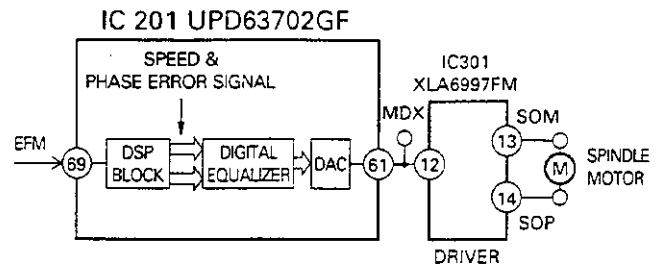 IC 201 UPD63702GF
SPEED &
PHASE ERROR SIGNAL
IC301
XLA6997FM
MDX
SOM
EFM
69
DSP
BLOCK
DIGITAL
EQUALIZER
DAC
61
12
13
M
SPINDLE
MOTOR
14
SOP
DRIVER